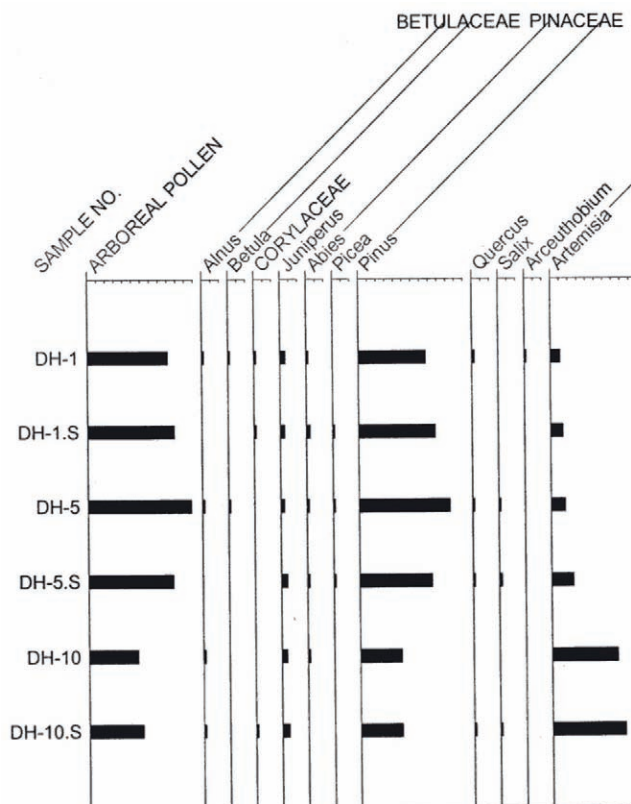 BETULACEAE PINACEAE
SAMPLE NO.
ARBOREAL POLLEN
Alnus
Betula
CORYLACEAE
Juniperus
Abies
Picea
Pinus
Quercus
Salix
Arceuthobium
Artemisia
DH-1
DH-1.S
DH-5
DH-5.S
DH-10
DH-10.S